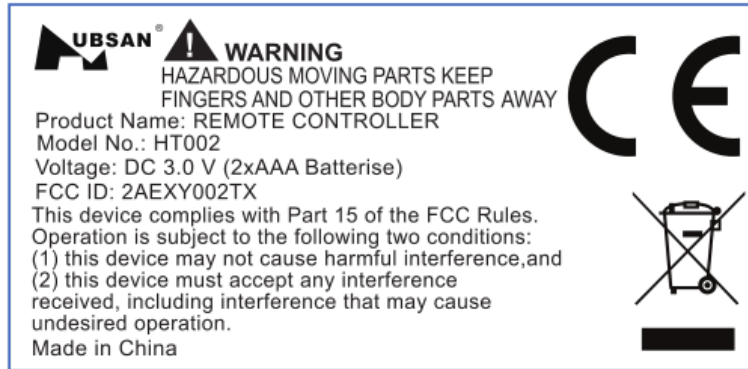 HUBSAN ®
WARNING
HAZARDOUS MOVING PARTS KEEP
FINGERS AND OTHER BODY PARTS AWAY
Product Name: REMOTE CONTROLLER
Model No.: HT002
Voltage: DC 3.0 V (2xAAA Batterise)
FCC ID: 2AEXY002TX
This device complies with Part 15 of the FCC Rules.
Operation is subject to the following two conditions:
(1) this device may not cause harmful interference,and
(2) this device must accept any interference
received, including interference that may cause
undesired operation.
Made in China
CE